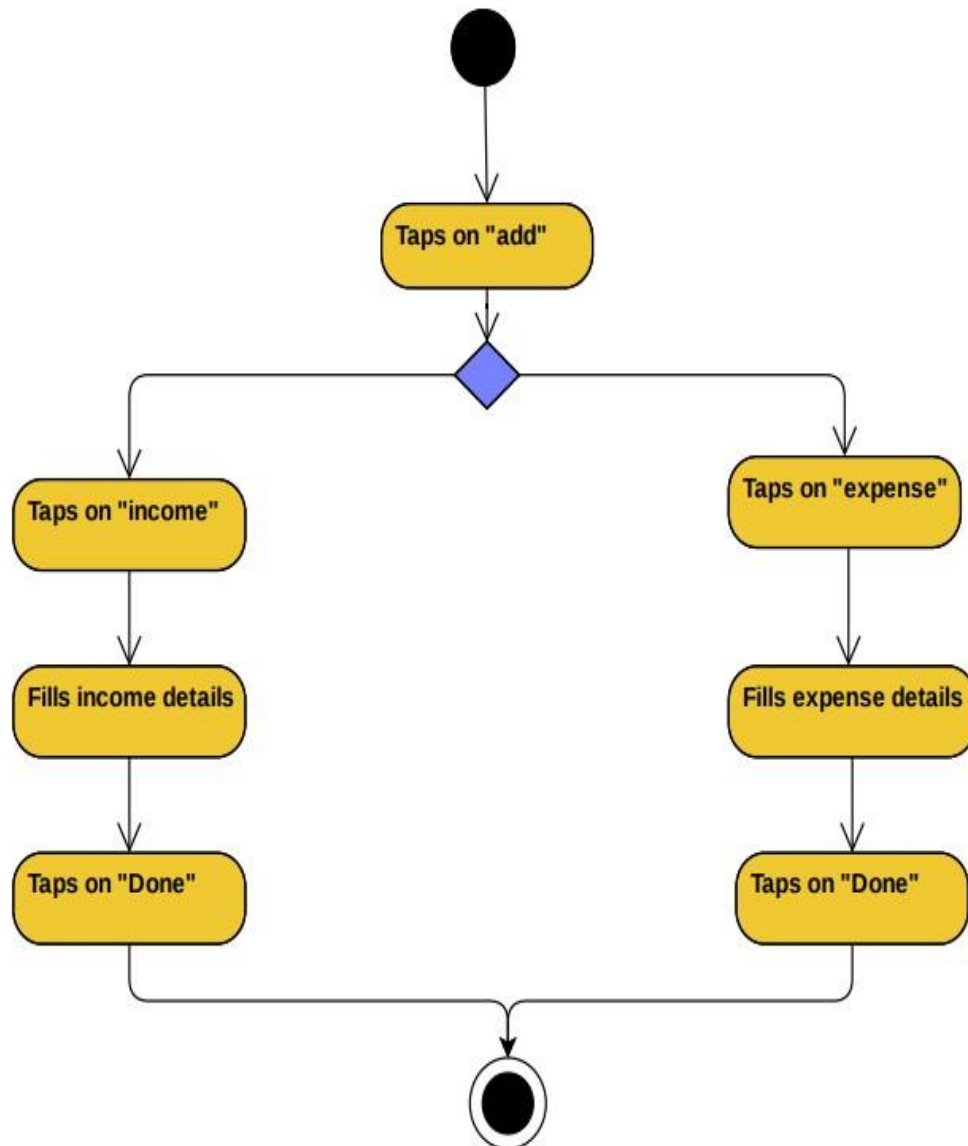 Taps on "add"
Taps on "income"
Taps on "expense"
Fills income details
Fills expense details
Taps on "Done"
Taps on "Done"